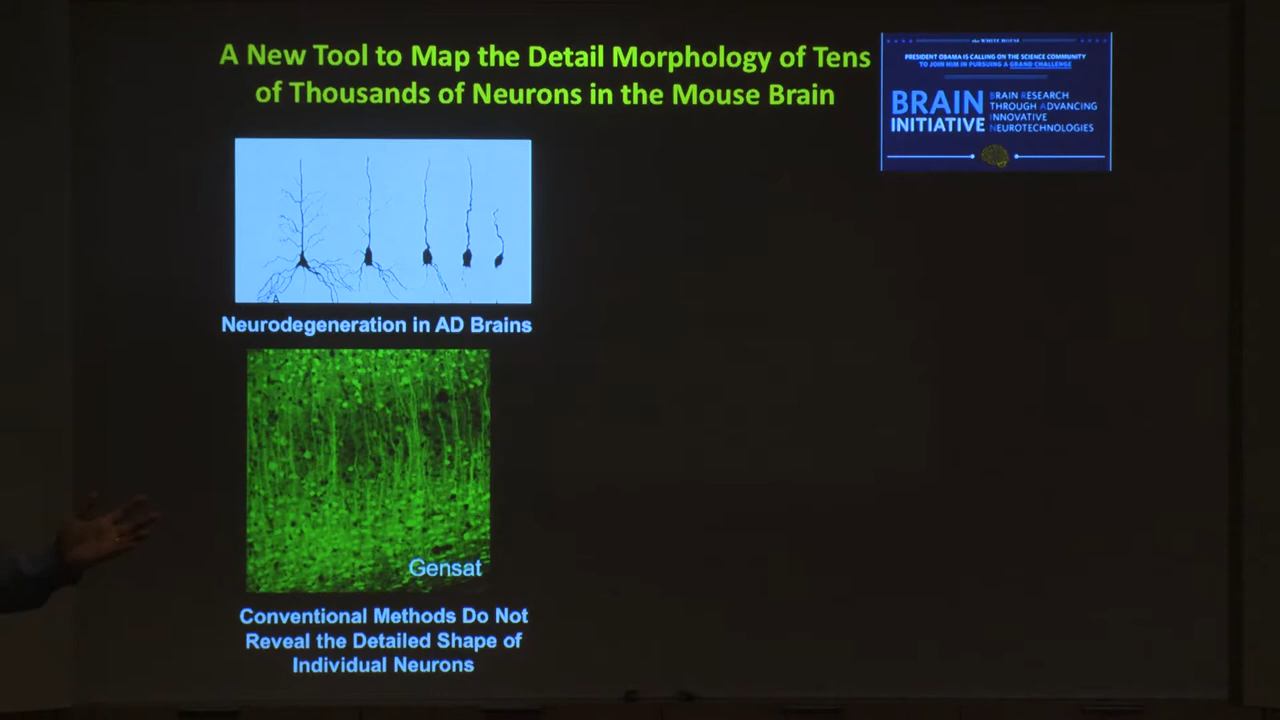 A New Tool to Map the Detail Morphology of Tens
of Thousands of Neurons in the Mouse Brain
THE WHITE HOUSE
PRESIDENT OBAMA IS CALLING ON THE SCIENCE COMMUNITY
TO JOIN HIM IN PURSUING A GRAND CHALLENGE
BRAIN
INITIATIVE
BRAIN RESEARCH
THROUGH ADVANCING
INNOVATIVE
NEUROTECHNOLOGIES
A
Neurodegeneration in AD Brains
Gensat
Conventional Methods Do Not
Reveal the Detailed Shape of
Individual Neurons